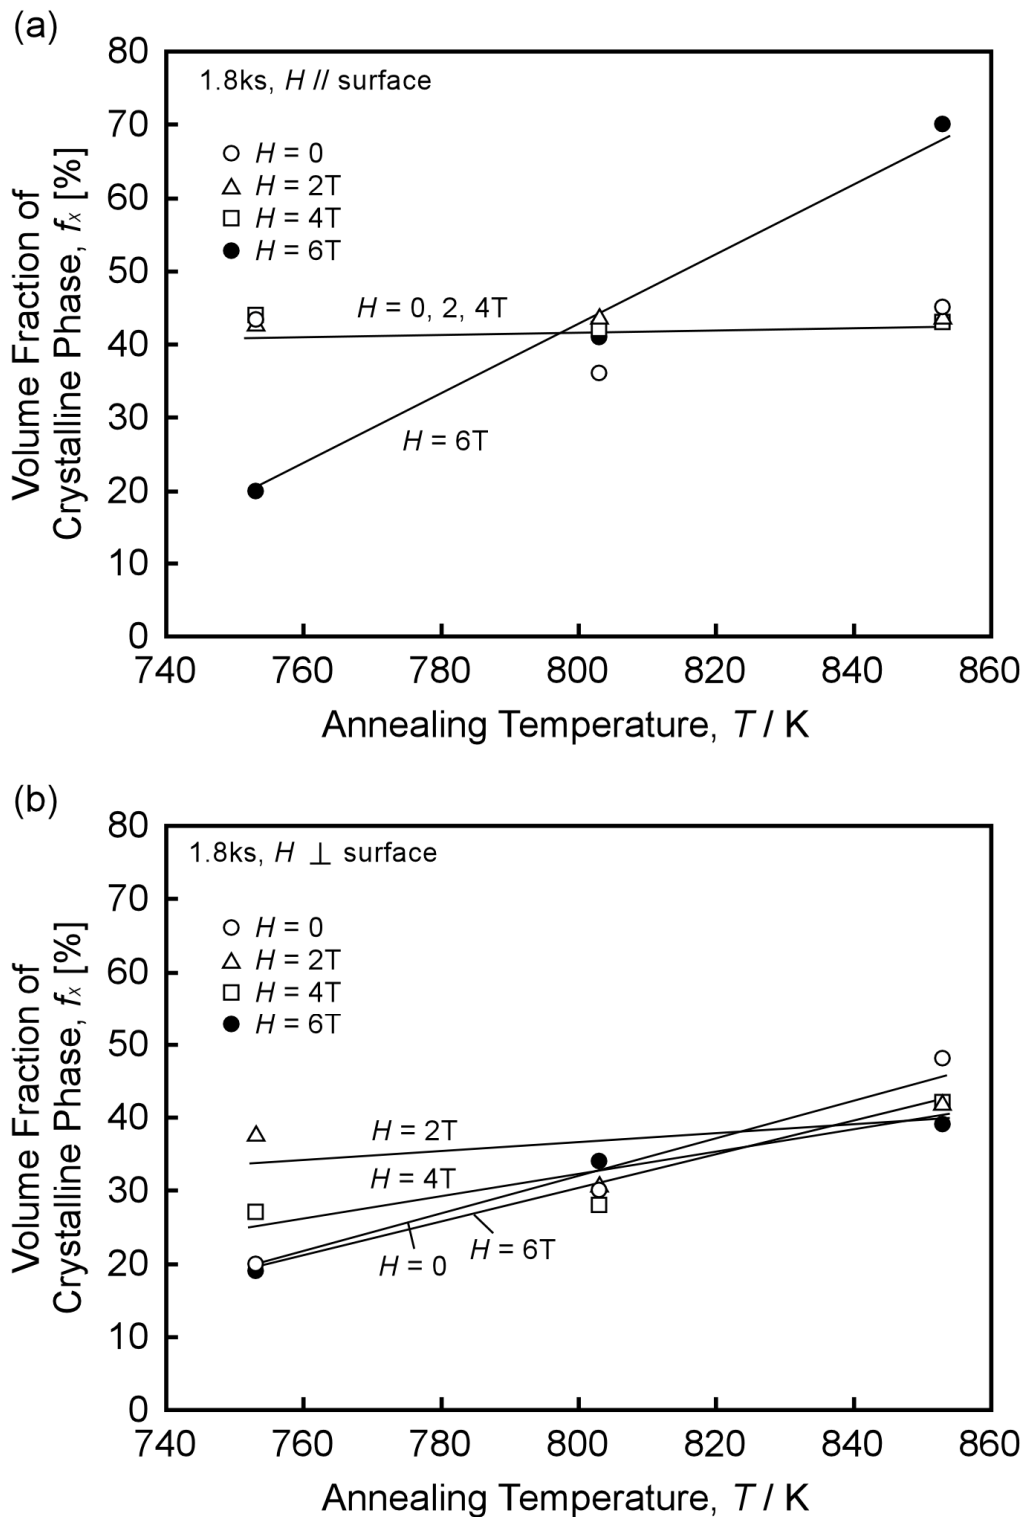 (a)
80
70
60
50
40
30
20
10
0
1.8ks, H // surface
H = 0
H = 2T
H = 4T
H = 6T
H = 0, 2, 4T
H = 6T
740 760 780 800 820 840 860
Volume Fraction of
Crystalline Phase, fx [%]
Annealing Temperature, T / K
(b)
80
70
60
50
40
30
20
10
0
1.8ks, H ⊥ surface
H = 0
H = 2T
H = 4T
H = 6T
H = 2T
H = 4T
H = 6T
H = 0
740 760 780 800 820 840 860
Volume Fraction of
Crystalline Phase, fx [%]
Annealing Temperature, T / K